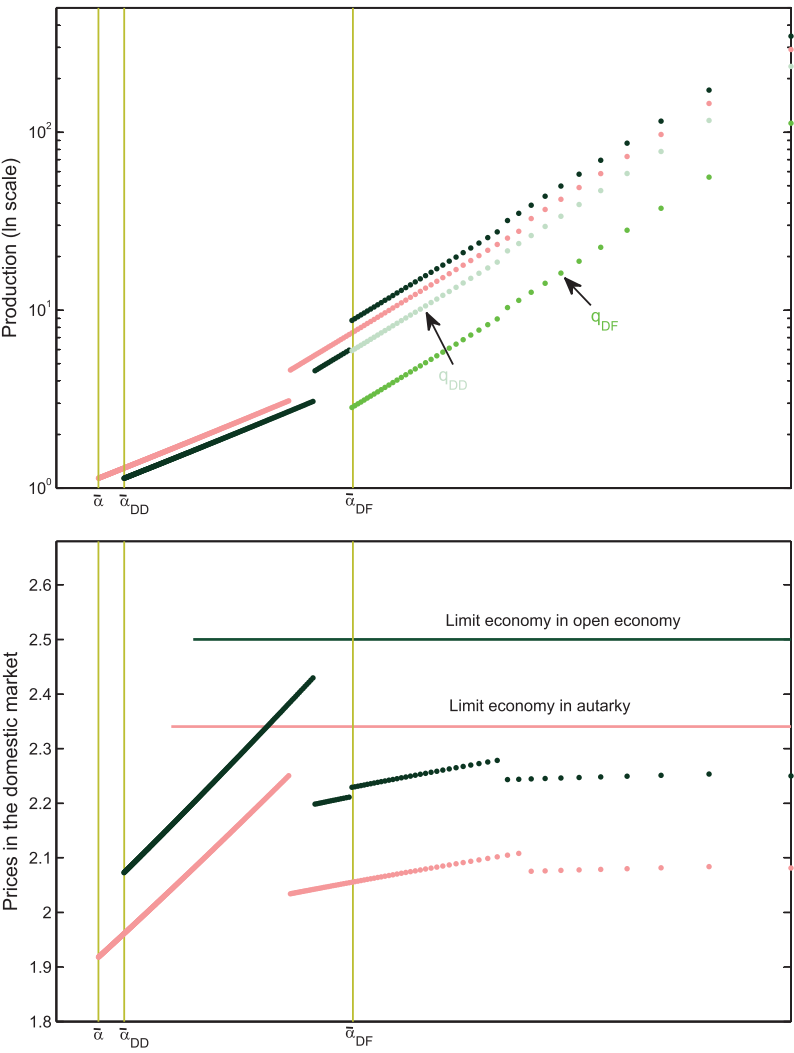 Production (ln scale)
10²
10¹
10⁰
q_DF
q_DD
ᾱ
ᾱ_DD
ᾱ_DF
Prices in the domestic market
2.6
2.5
2.4
2.3
2.2
2.1
2
1.9
1.8
Limit economy in open economy
Limit economy in autarky
ᾱ
ᾱ_DD
ᾱ_DF